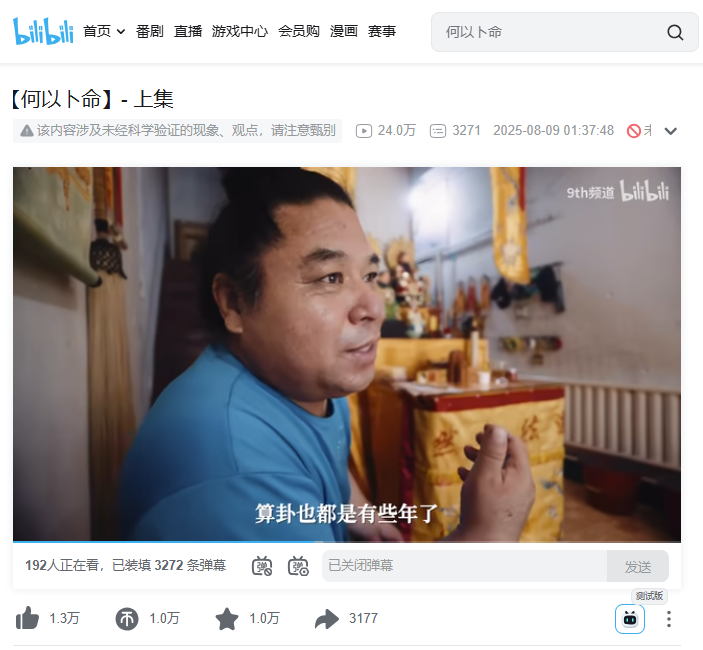 bilibili 首页 番剧 直播 游戏中心 会员购 漫画 赛事 何以卜命
【何以卜命】- 上集
该内容涉及未经科学验证的现象、观点,请注意甄别 24.0万 3271 2025-08-09 01:37:48
9th频道 bilibili
算卦也都是有些年了
192人正在看,已装填 3272 条弹幕 弹 弹 已关闭弹幕 发送
测试版
1.3万 1.0万 1.0万 3177